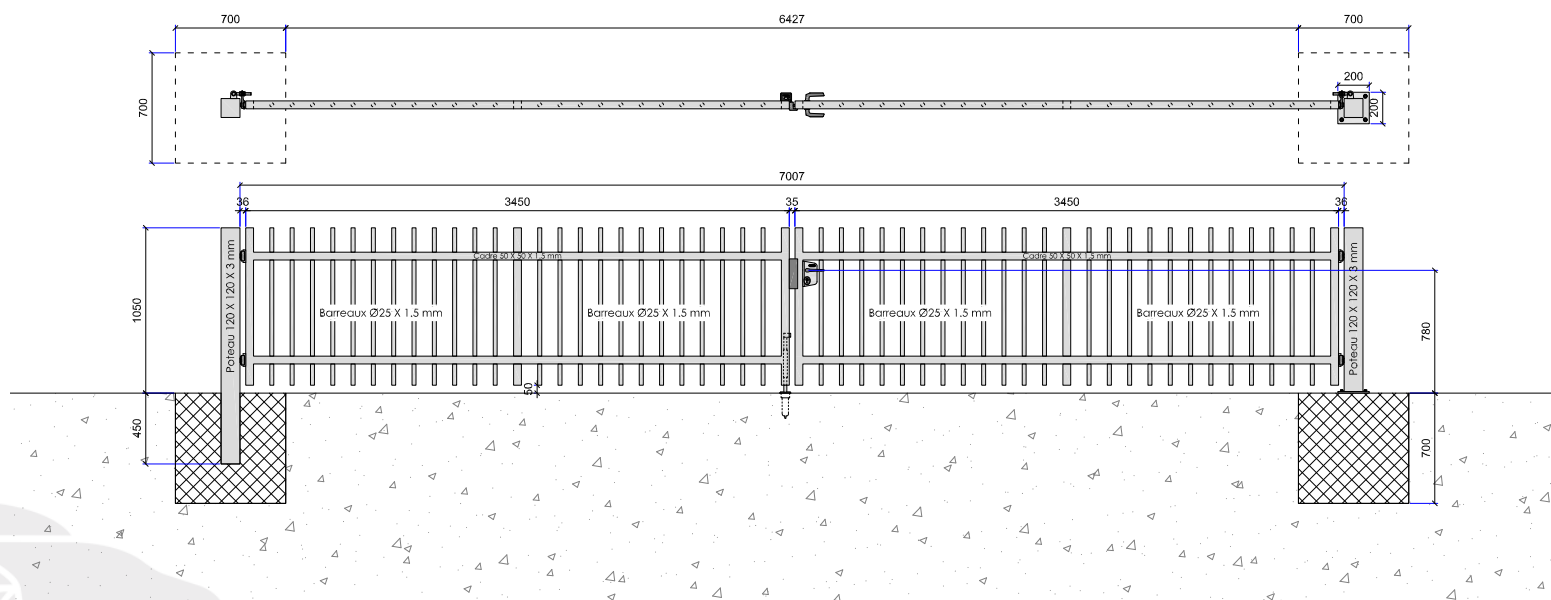 700
6427
700
700
200
200
7007
36
3450
35
3450
36
Cadre 50 X 50 X 1.5 mm
Cadre 50 X 50 X 1.5 mm
Poteau 120 X 120 X 3 mm
Poteau 120 X 120 X 3 mm
1050
Barreaux Ø25 X 1.5 mm
Barreaux Ø25 X 1.5 mm
Barreaux Ø25 X 1.5 mm
Barreaux Ø25 X 1.5 mm
780
50
450
700